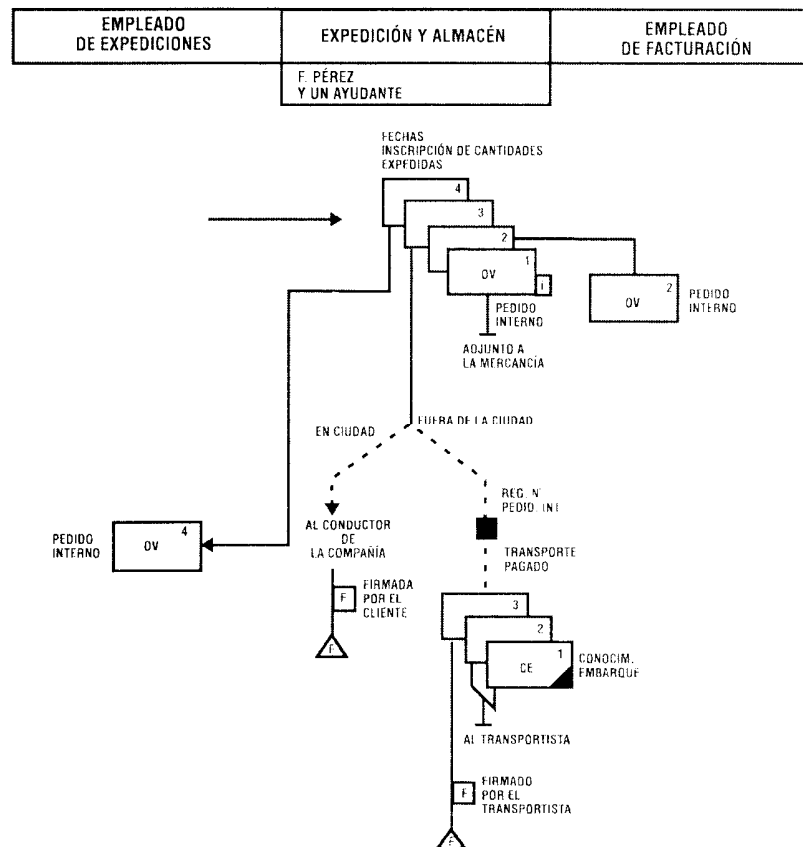 EMPLEADO
DE EXPEDICIONES
EXPEDICIÓN Y ALMACÉN
EMPLEADO
DE FACTURACIÓN
F. PÉREZ
Y UN AYUDANTE
FECHAS
INSCRIPCIÓN DE CANTIDADES
EXPEDIDAS
4
3
2
1
OV
PEDIDO
INTERNO
ADJUNTO A
LA MERCANCÍA
2
OV
PEDIDO
INTERNO
EN CIUDAD
FUERA DE LA CIUDAD
REG. N
PEDID. INT
PEDIDO
INTERNO
4
OV
AL CONDUCTOR
DE
LA COMPAÑÍA
TRANSPORTE
PAGADO
F
FIRMADA
POR EL
CLIENTE
3
2
1
CE
CONOCIM.
EMBARQUE
AL TRANSPORTISTA
F
FIRMADO
POR EL
TRANSPORTISTA